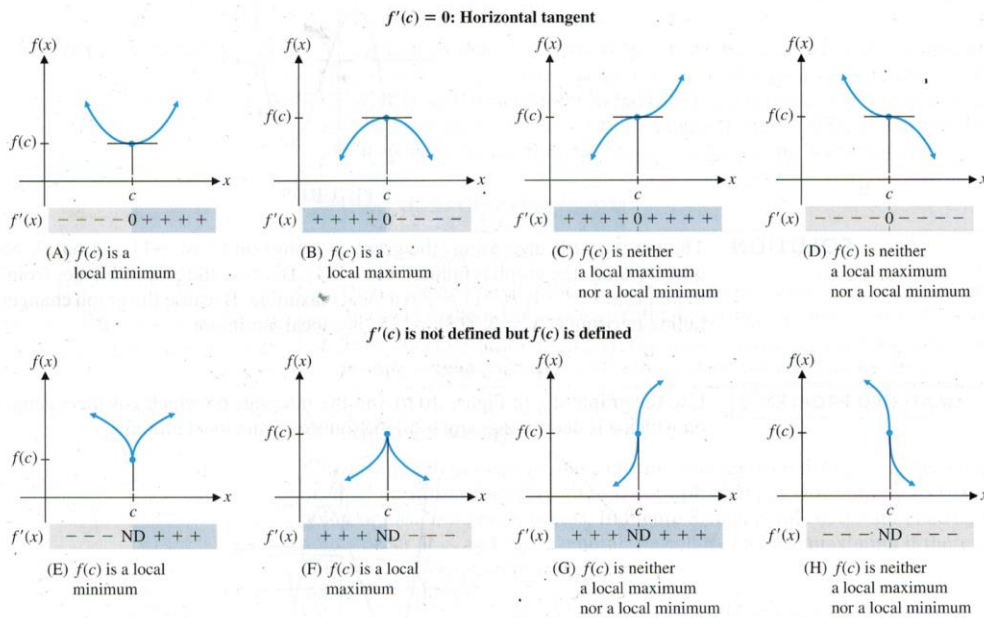 f′(c) = 0: Horizontal tangent
f(x) f(x) f(x) f(x)
f(c) f(c) f(c) f(c)
x x x x
c c c c
f′(x) − − − − 0 + + + + f′(x) + + + + 0 − − − − f′(x) + + + + 0 + + + + f′(x) − − − − 0 − − − −
(A) f(c) is a (B) f(c) is a (C) f(c) is neither (D) f(c) is neither
local minimum local maximum a local maximum a local maximum
nor a local minimum nor a local minimum
f′(c) is not defined but f(c) is defined
f(x) f(x) f(x) f(x)
f(c) f(c) f(c) f(c)
x x x x
c c c c
f′(x) − − − ND + + + f′(x) + + + ND − − − f′(x) + + + ND + + + f′(x) − − − ND − − −
(E) f(c) is a local (F) f(c) is a local (G) f(c) is neither (H) f(c) is neither
minimum maximum a local maximum a local maximum
nor a local minimum nor a local minimum